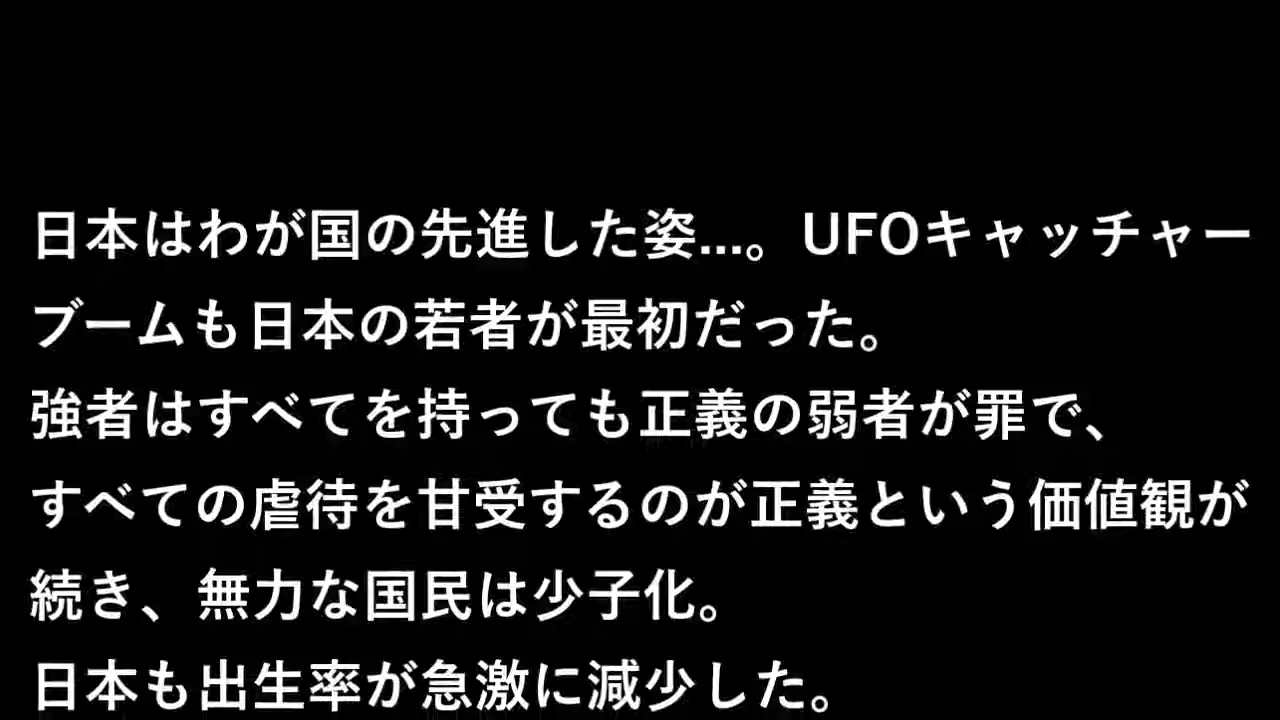 日本はわが国の先進した姿…。UFOキャッチャー
ブームも日本の若者が最初だった。
強者はすべてを持っても正義の弱者が罪で、
すべての虐待を甘受するのが正義という価値観が
続き、無力な国民は少子化。
日本も出生率が急激に減少した。